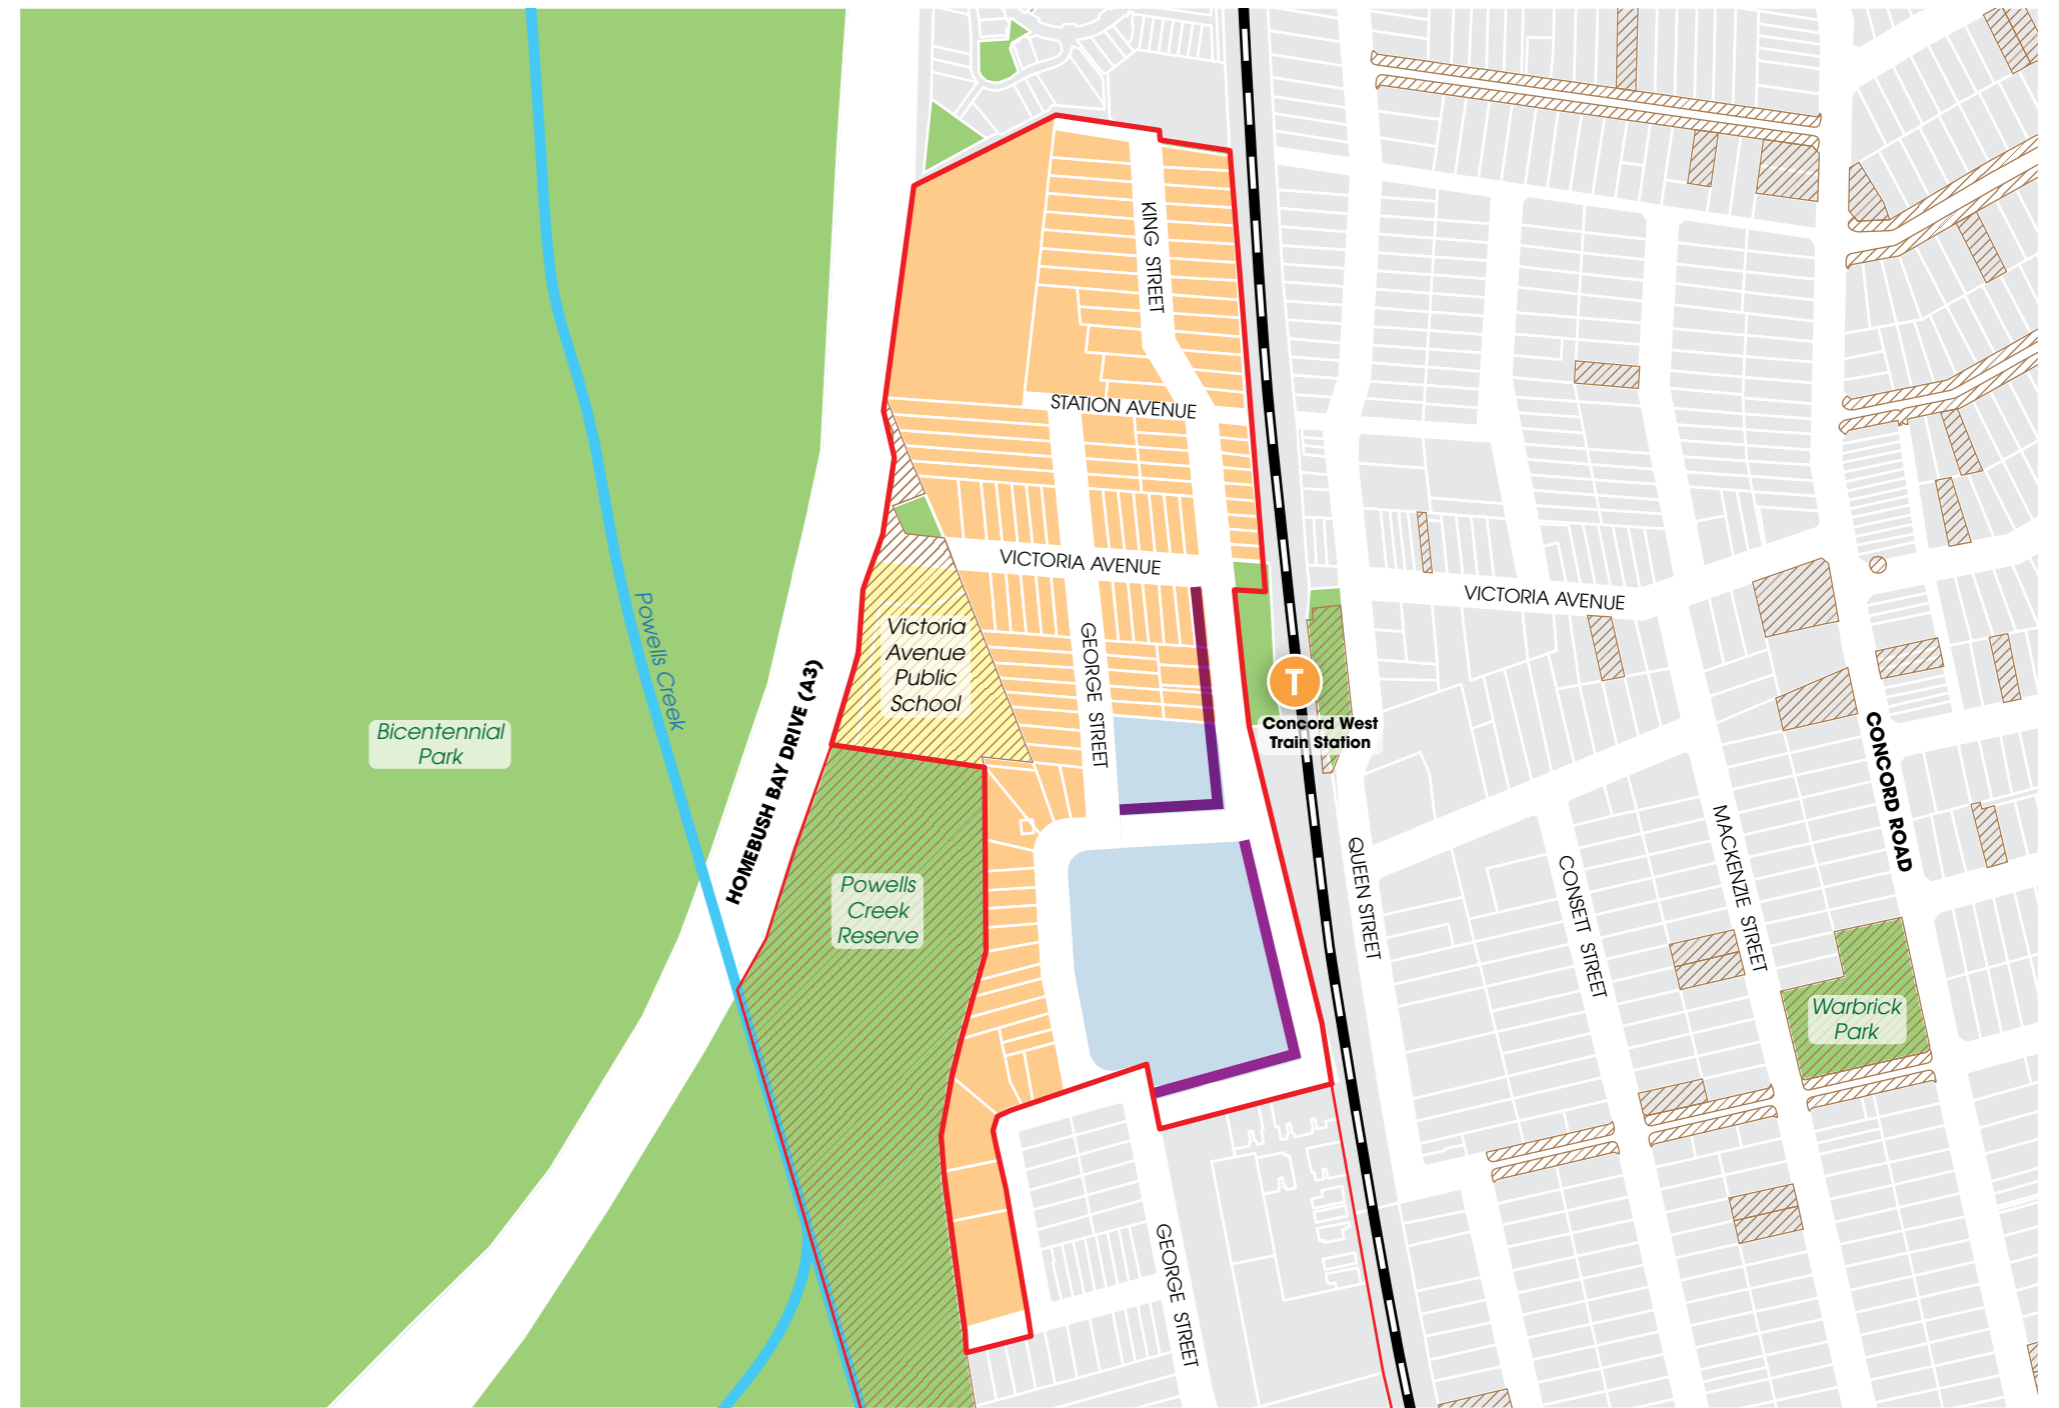 KING STREET
STATION AVENUE
VICTORIA AVENUE
VICTORIA AVENUE
Powells Creek
Victoria
Avenue
Public
School
GEORGE STREET
T
Concord West
Train Station
Bicentennial
Park
HOMEBUSH BAY DRIVE (A3)
CONCORD ROAD
Powells
Creek
Reserve
QUEEN STREET
CONSETT STREET
MACKENZIE STREET
Warbrick
Park
GEORGE STREET